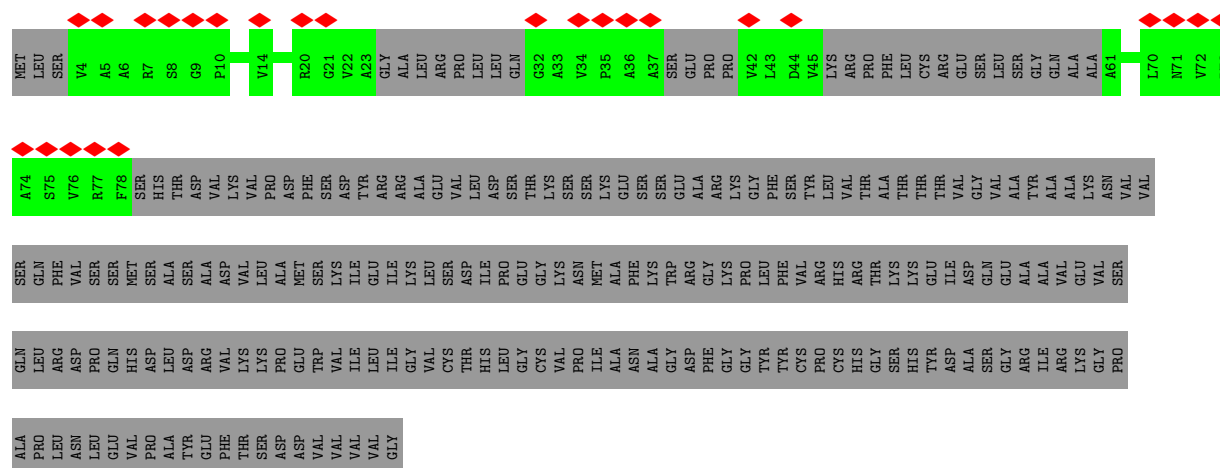 MET LEU SER V4 A5 A6 R7 S8 G9 P10 V14 R20 G21 V22 A23 GLY ALA LEU ARG PRO LEU LEU GLN G32 A33 V34 P35 A36 A37 SER GLU PRO PRO V42 L43 D44 V45 LYS ARG PRO PHE LEU CYS ARG GLU SER LEU SER GLY GLN ALA ALA A61 L70 N71 V72
A74 S75 V76 R77 F78 SER HIS THR ASP VAL LYS VAL PRO ASP PHE SER ASP TYR ARG ARG ALA GLU VAL LEU ASP SER THR LYS SER SER LYS GLU SER SER GLU ALA ARG LYS GLY PHE SER TYR LEU VAL THR ALA THR THR THR VAL GLY VAL ALA TYR ALA ALA LYS ASN VAL VAL
SER GLN PHE VAL SER SER MET SER ALA SER ALA ASP VAL LEU ALA MET SER LYS ILE GLU ILE LYS LEU SER ASP ILE PRO GLU GLY LYS ASN MET ALA PHE LYS TRP ARG GLY LYS PRO LEU PHE VAL ARG HIS ARG THR LYS LYS GLU ILE ASP GLN GLU ALA ALA VAL GLU VAL SER
GLN LEU ARG ASP PRO GLN HIS ASP LEU ASP ARG VAL LYS LYS PRO GLU TRP VAL ILE LEU ILE GLY VAL CYS THR HIS LEU GLY CYS VAL PRO ILE ALA ASN ALA GLY ASP PHE GLY GLY TYR TYR CYS PRO CYS HIS GLY SER HIS TYR ASP ALA SER GLY ARG ILE ARG LYS GLY PRO
ALA PRO LEU ASN LEU GLU VAL PRO ALA TYR GLU PHE THR SER ASP ASP VAL VAL VAL VAL GLY